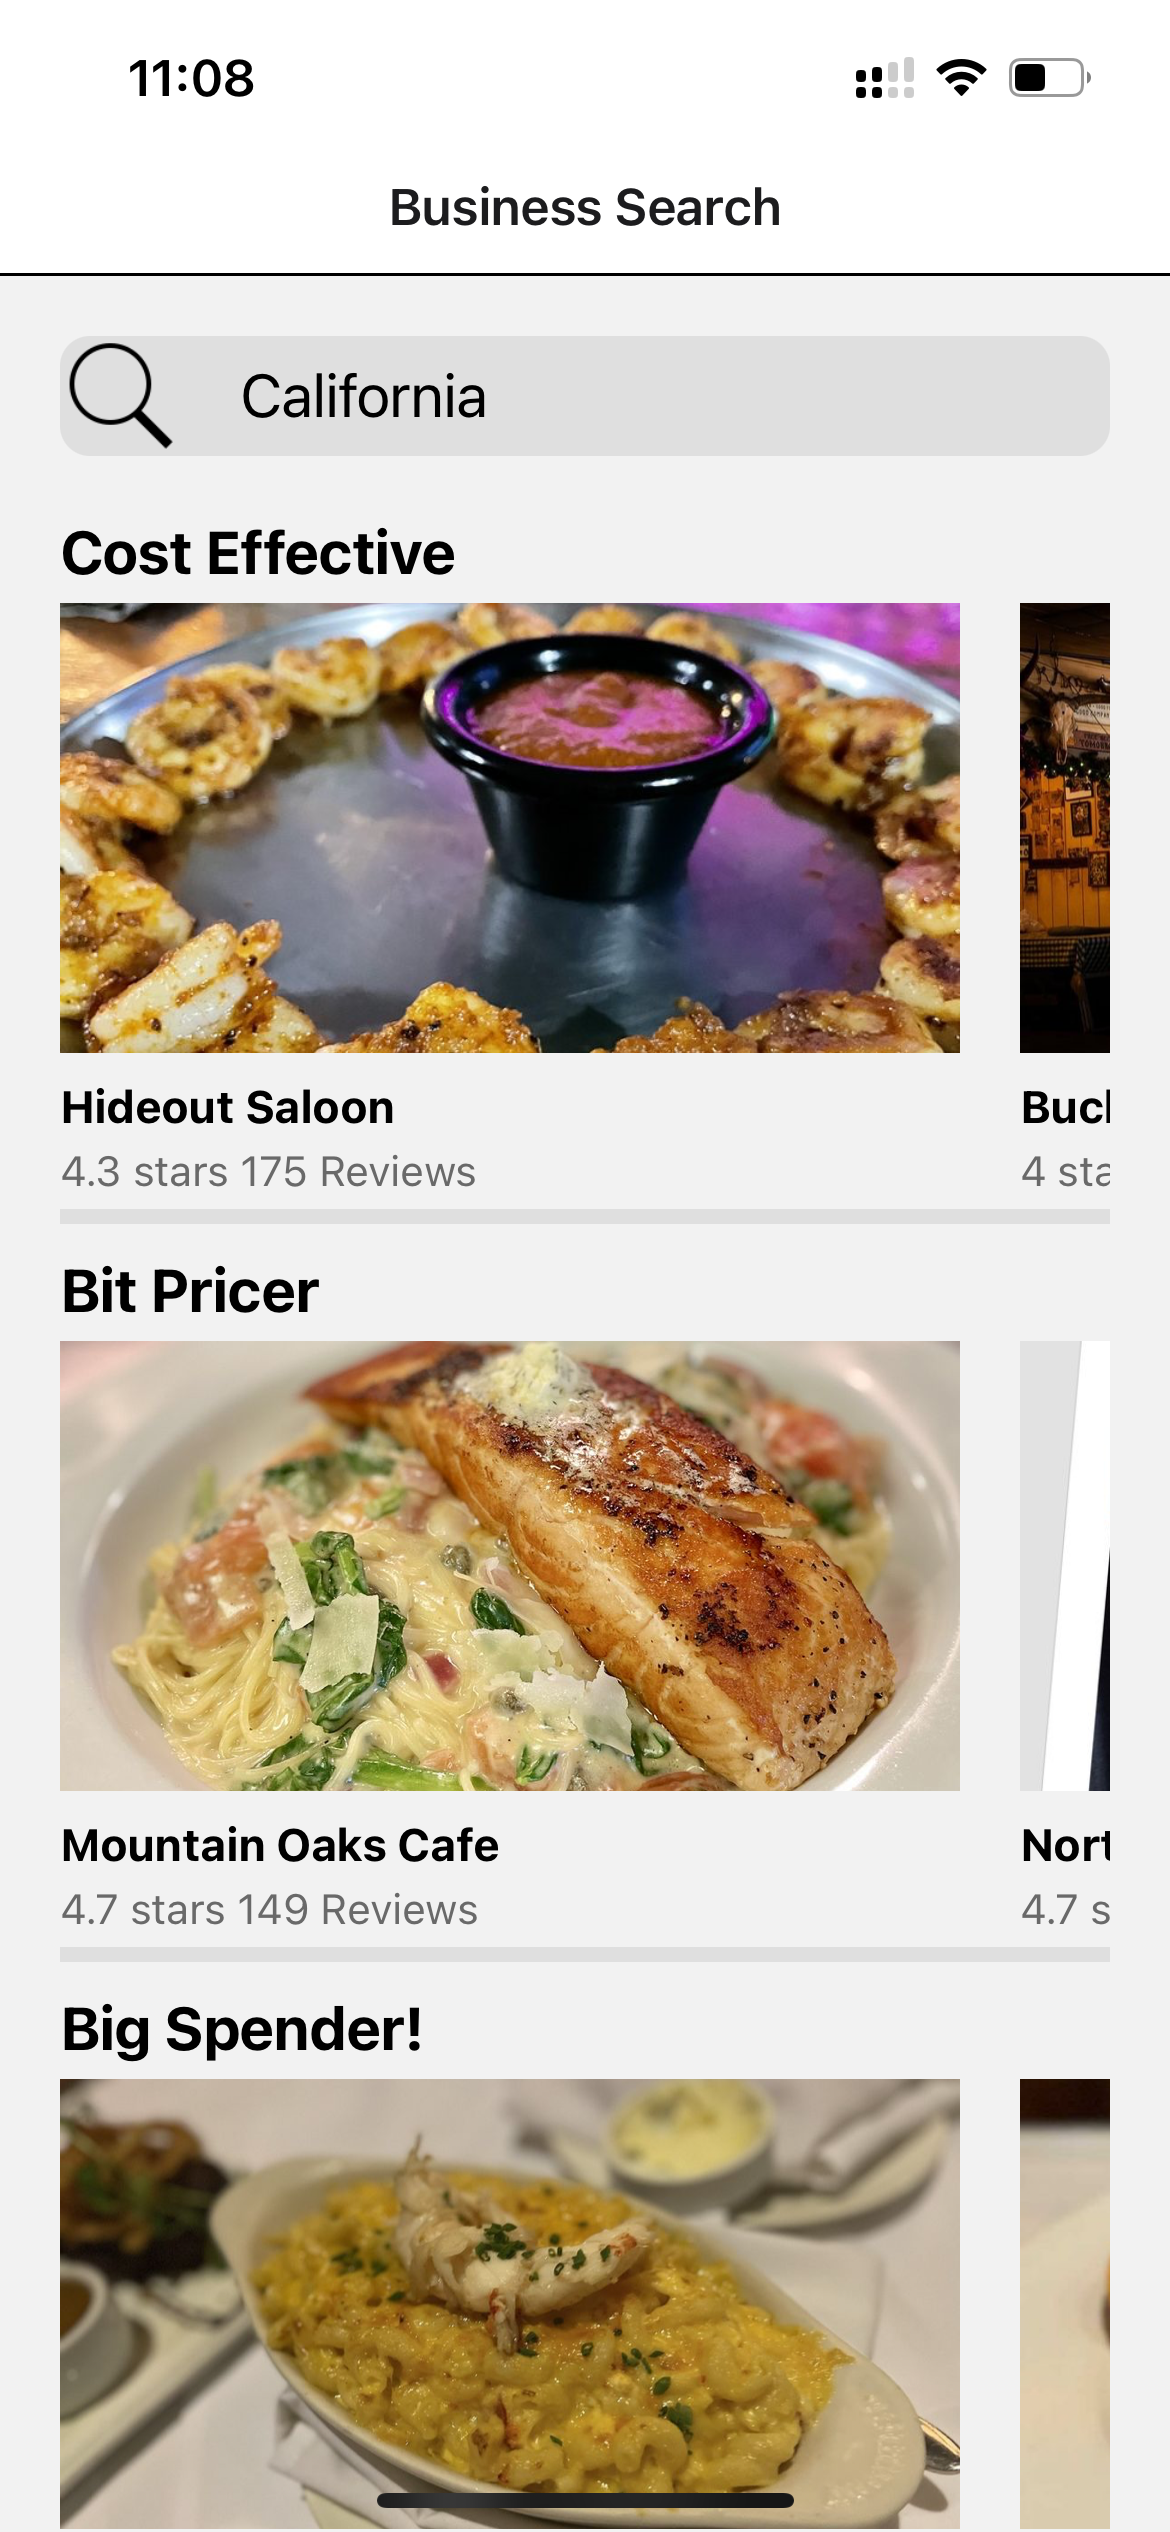 11:08
Business Search
California
Cost Effective
Hideout Saloon
4.3 stars 175 Reviews
4 sta
Bit Pricer
Mountain Oaks Cafe
Nort
4.7 stars 149 Reviews
4.7 s
Big Spender!